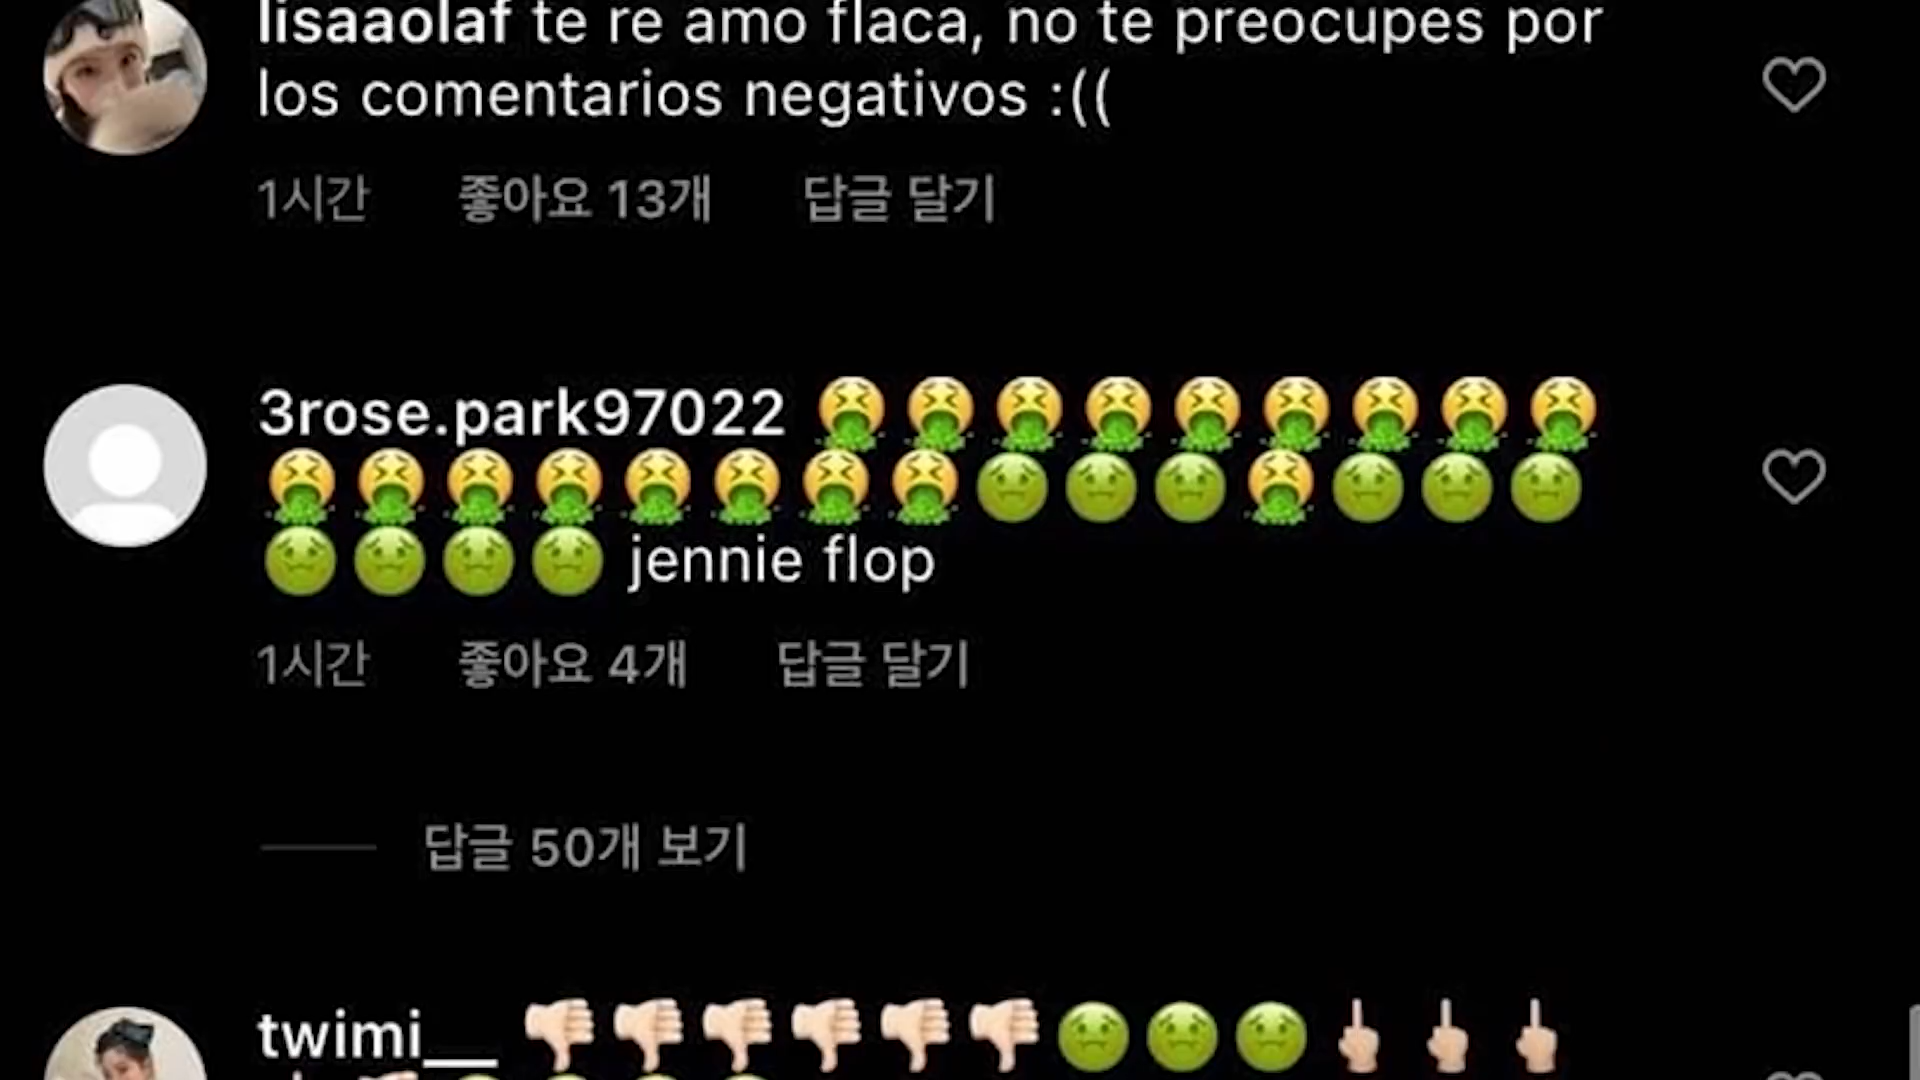 lisaaolaf te re amo flaca, no te preocupes por
los comentarios negativos :((
1시간 좋아요 13개 답글 달기
3rose.park97022 🤮🤮🤮🤮🤮🤮🤮🤮🤮
🤮🤮🤮🤮🤮🤮🤮🤮🤢🤢🤢🤮🤢🤢🤢
🤢🤢🤢🤢 jennie flop
1시간 좋아요 4개 답글 달기
답글 50개 보기
twimi__ 👎🏻👎🏻👎🏻👎🏻👎🏻👎🏻🤢🤢🤢🖕🏻🖕🏻🖕🏻